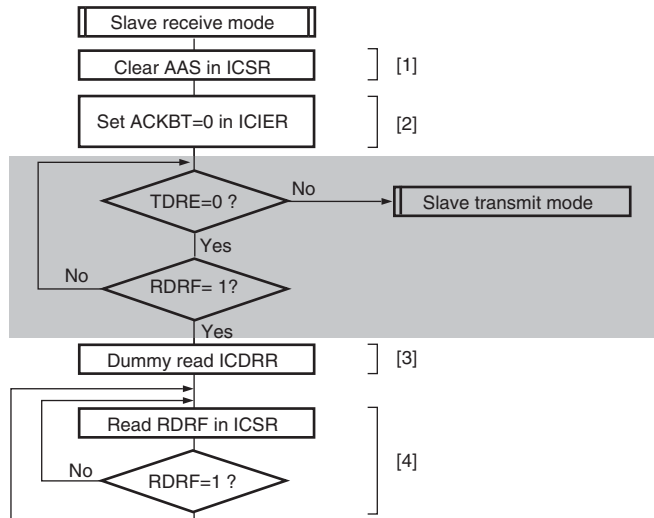 Slave receive mode
Clear AAS in ICSR
[1]
Set ACKBT=0 in ICIER
[2]
TDRE=0 ?
No
Slave transmit mode
Yes
No
RDRF= 1?
Yes
Dummy read ICDRR
[3]
Read RDRF in ICSR
[4]
No
RDRF=1 ?